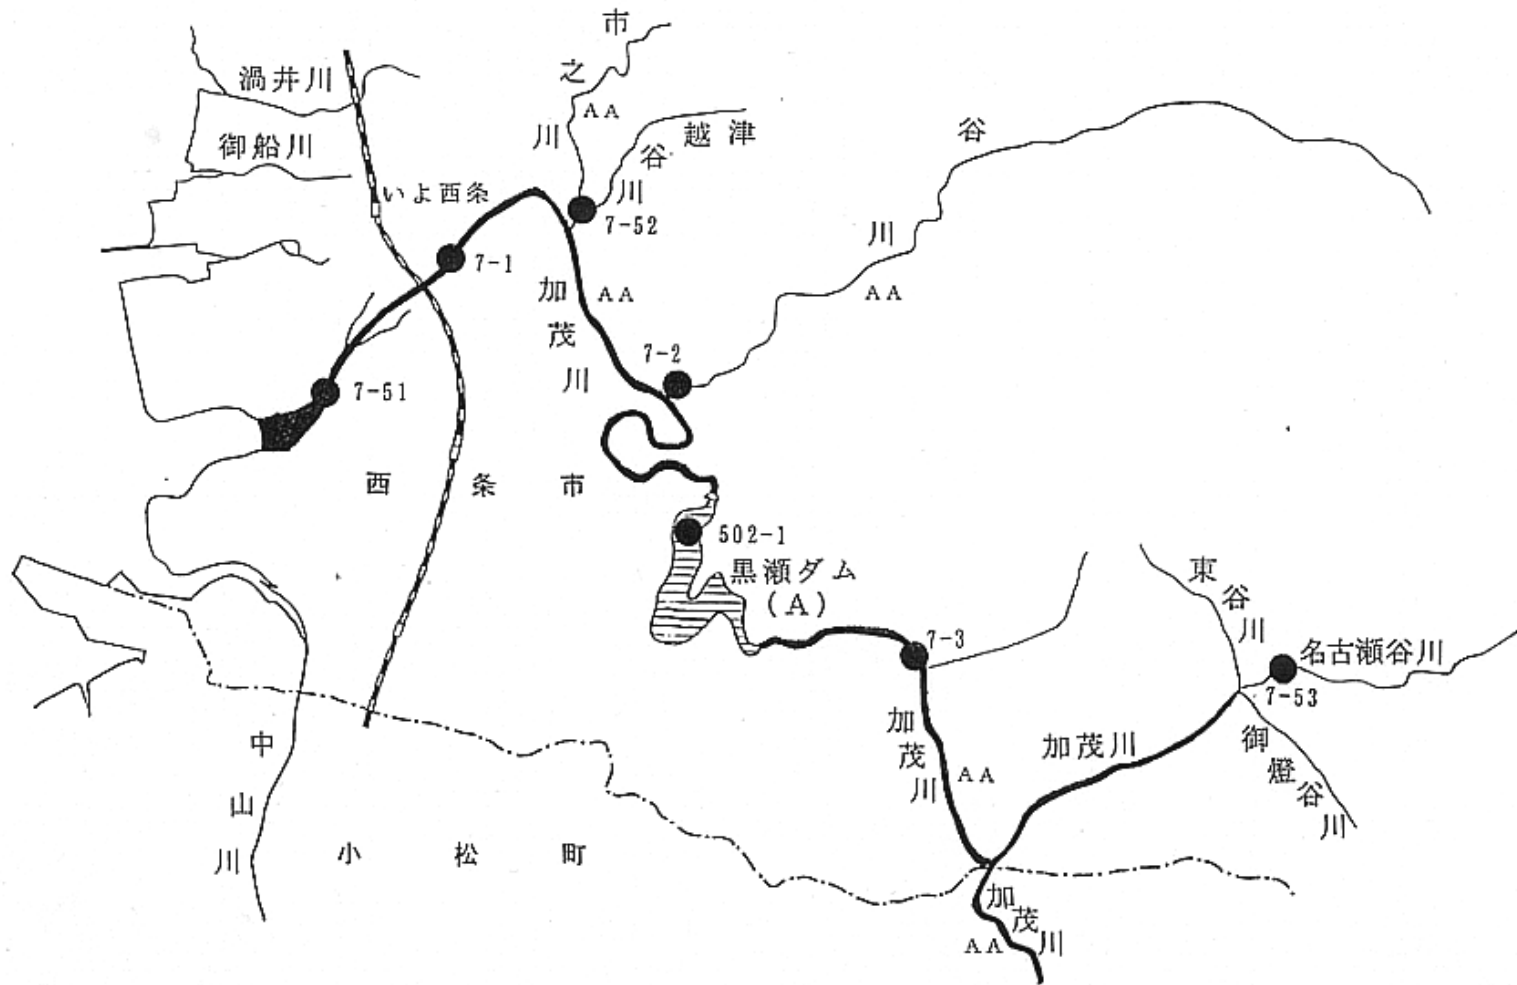 渦井川
御船川
いよ西条
市之川
AA
越津谷川
7-52
7-1
加茂川
AA
谷川
AA
7-2
7-51
西条市
502-1
黒瀬ダム
(A)
7-3
東谷川
名古瀬谷川
7-53
御燈谷川
加茂川
AA
加茂川
中山川
小松町
加茂川
AA